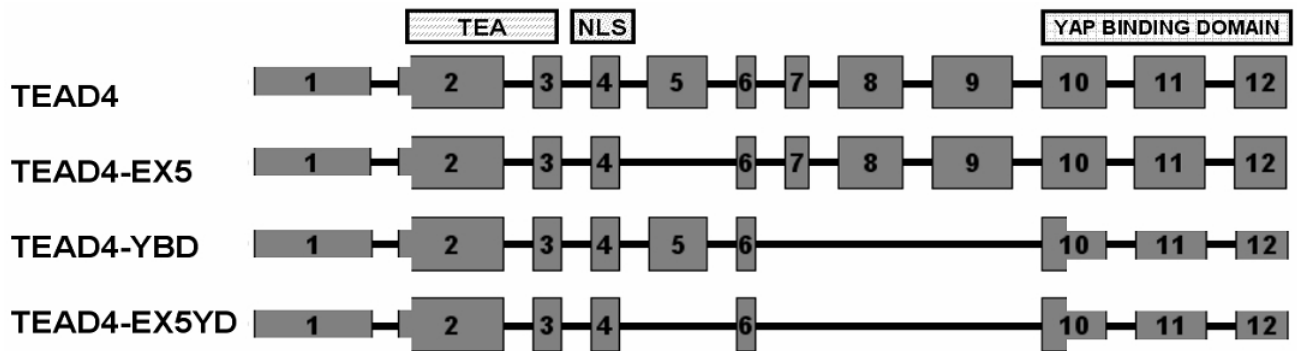 TEA NLS YAP BINDING DOMAIN
TEAD4 1 2 3 4 5 6 7 8 9 10 11 12
TEAD4-EX5 1 2 3 4 6 7 8 9 10 11 12
TEAD4-YBD 1 2 3 4 5 6 10 11 12
TEAD4-EX5YD 1 2 3 4 6 10 11 12